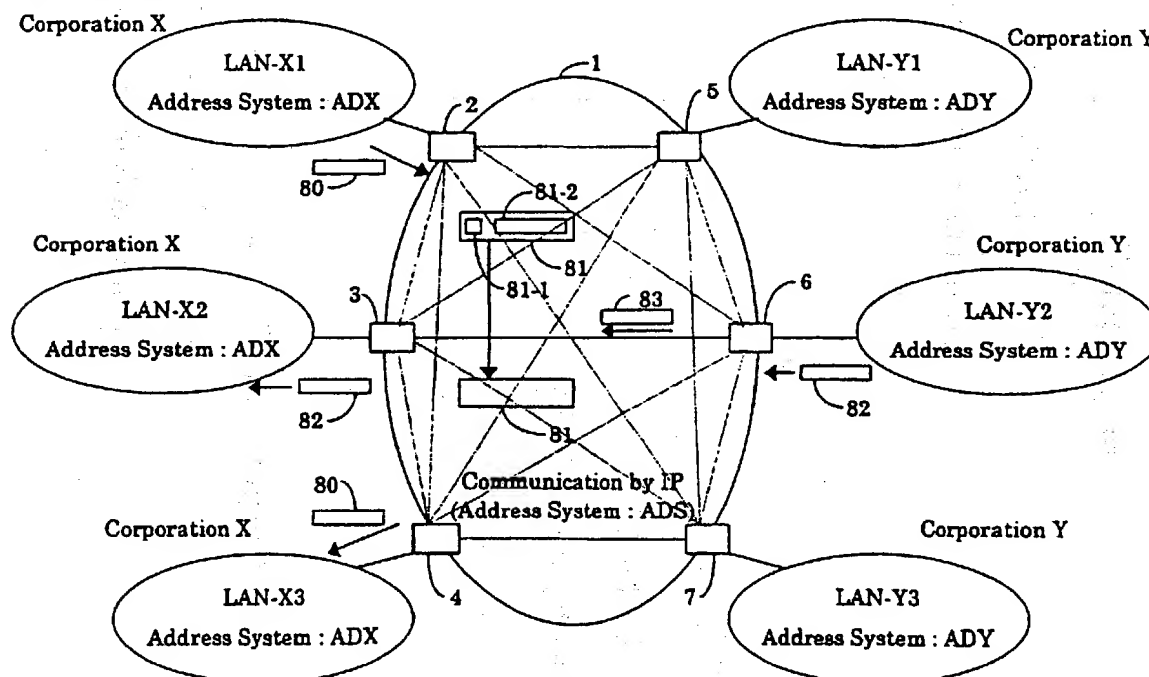 Corporation X
LAN-X1
Address System : ADX
1
2
5
Corporation Y
LAN-Y1
Address System : ADY
80
81-2
81
81-1
Corporation X
LAN-X2
Address System : ADX
3
83
6
Corporation Y
LAN-Y2
Address System : ADY
82
82
81
Communication by IP
(Address System : ADS)
80
Corporation X
LAN-X3
Address System : ADX
4
7
Corporation Y
LAN-Y3
Address System : ADY